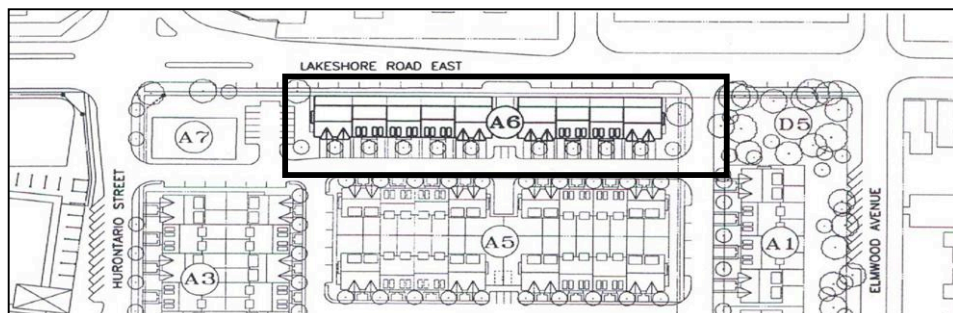 LAKESHORE ROAD EAST
A7
A6
D5
HURONTARIO STREET
A3
A5
A1
ELMWOOD AVENUE